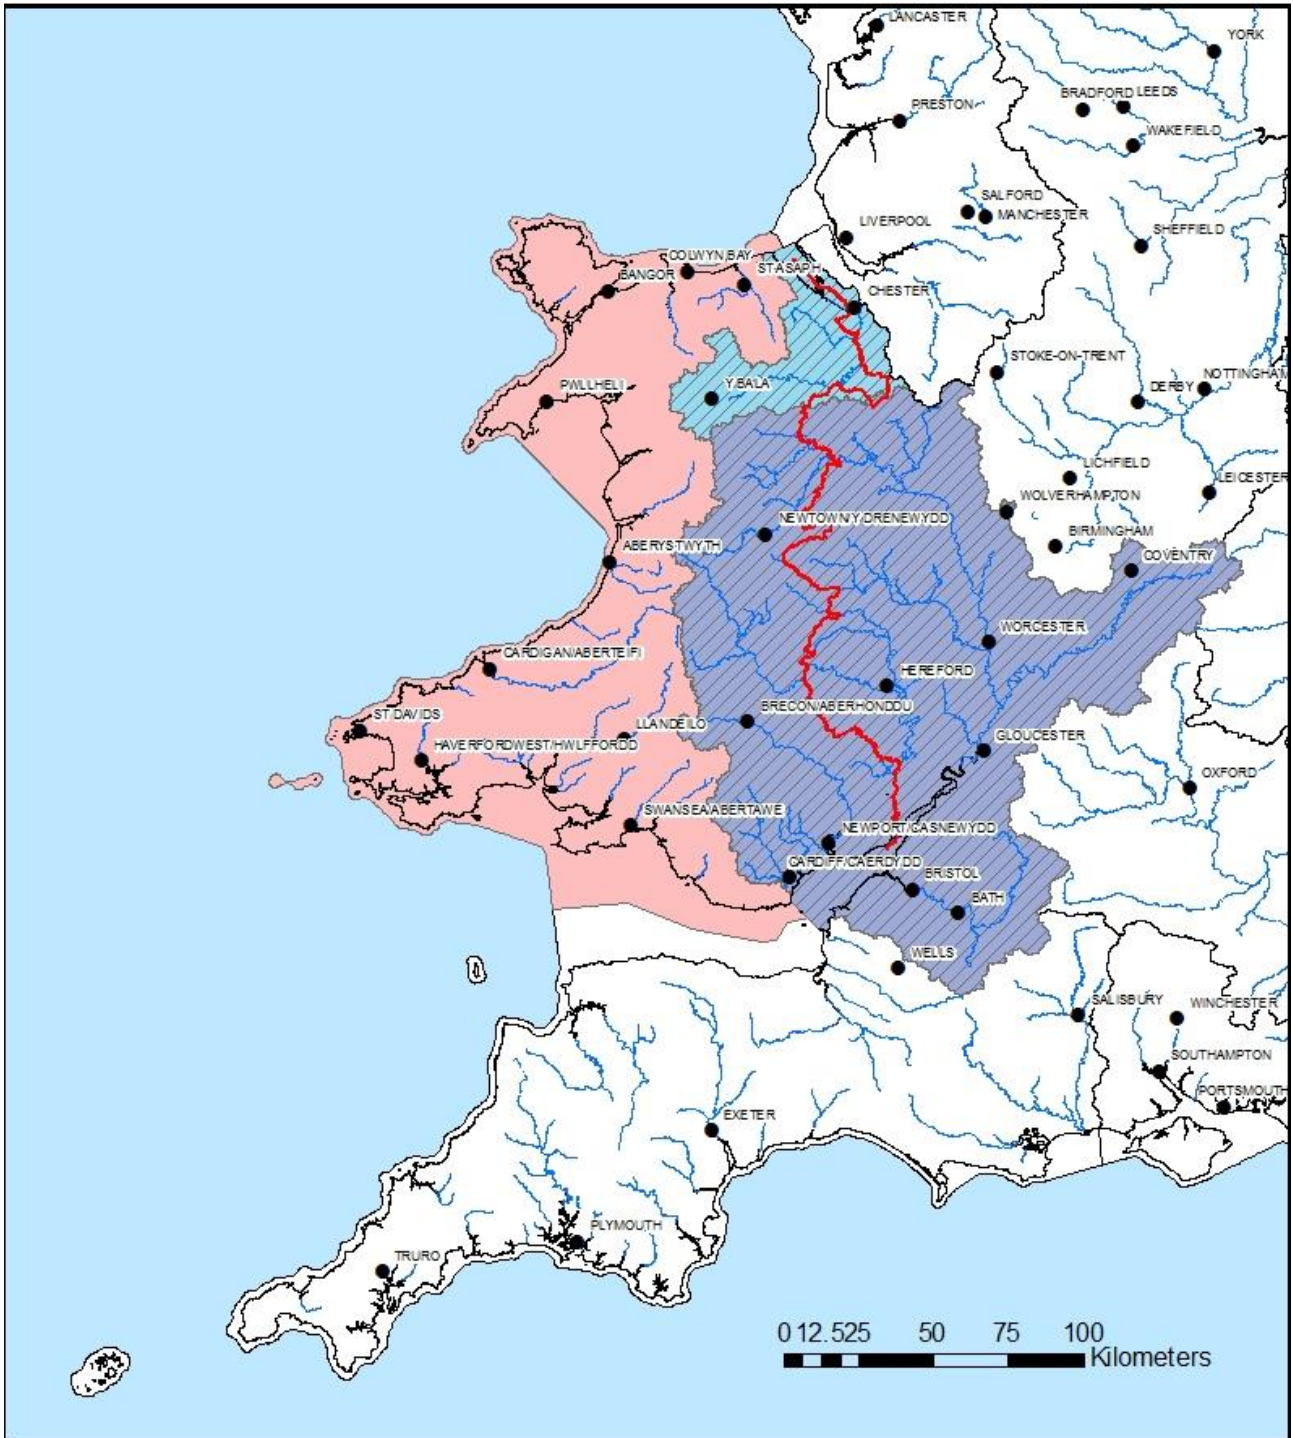 LANCASTER
YORK
BRADFORD LEEDS
PRESTON
WAKEFIELD
SALFORD
MANCHESTER
LIVERPOOL
SHEFFIELD
COLWYN BAY
ST ASAPH
BANGOR
CHESTER
STOKE-ON-TRENT
PWLLHELI
Y BALA
DERBY
NOTTINGHAM
LICHFIELD
LEICESTER
WOLVERHAMPTON
NEWTOWN/Y DRENEWYDD
BIRMINGHAM
ABERYSTWYTH
COVENTRY
WORCESTER
CARDIGAN/ABERTEIFI
HEREFORD
ST DAVIDS
LLANDEILO
BRECON/ABERHONDDU
HAVERFORDWEST/HWLFFORDD
GLOUCESTER
OXFORD
SWANSEA/ABERTAWE
NEWPORT/CASNEWYDD
CARDIFF/CAERDYDD
BRISTOL
BATH
WELLS
SALISBURY
WINCHESTER
SOUTHAMPTON
PORTSMOUTH
EXETER
PLYMOUTH
TRURO
0 12.525 50 75 100
Kilometers